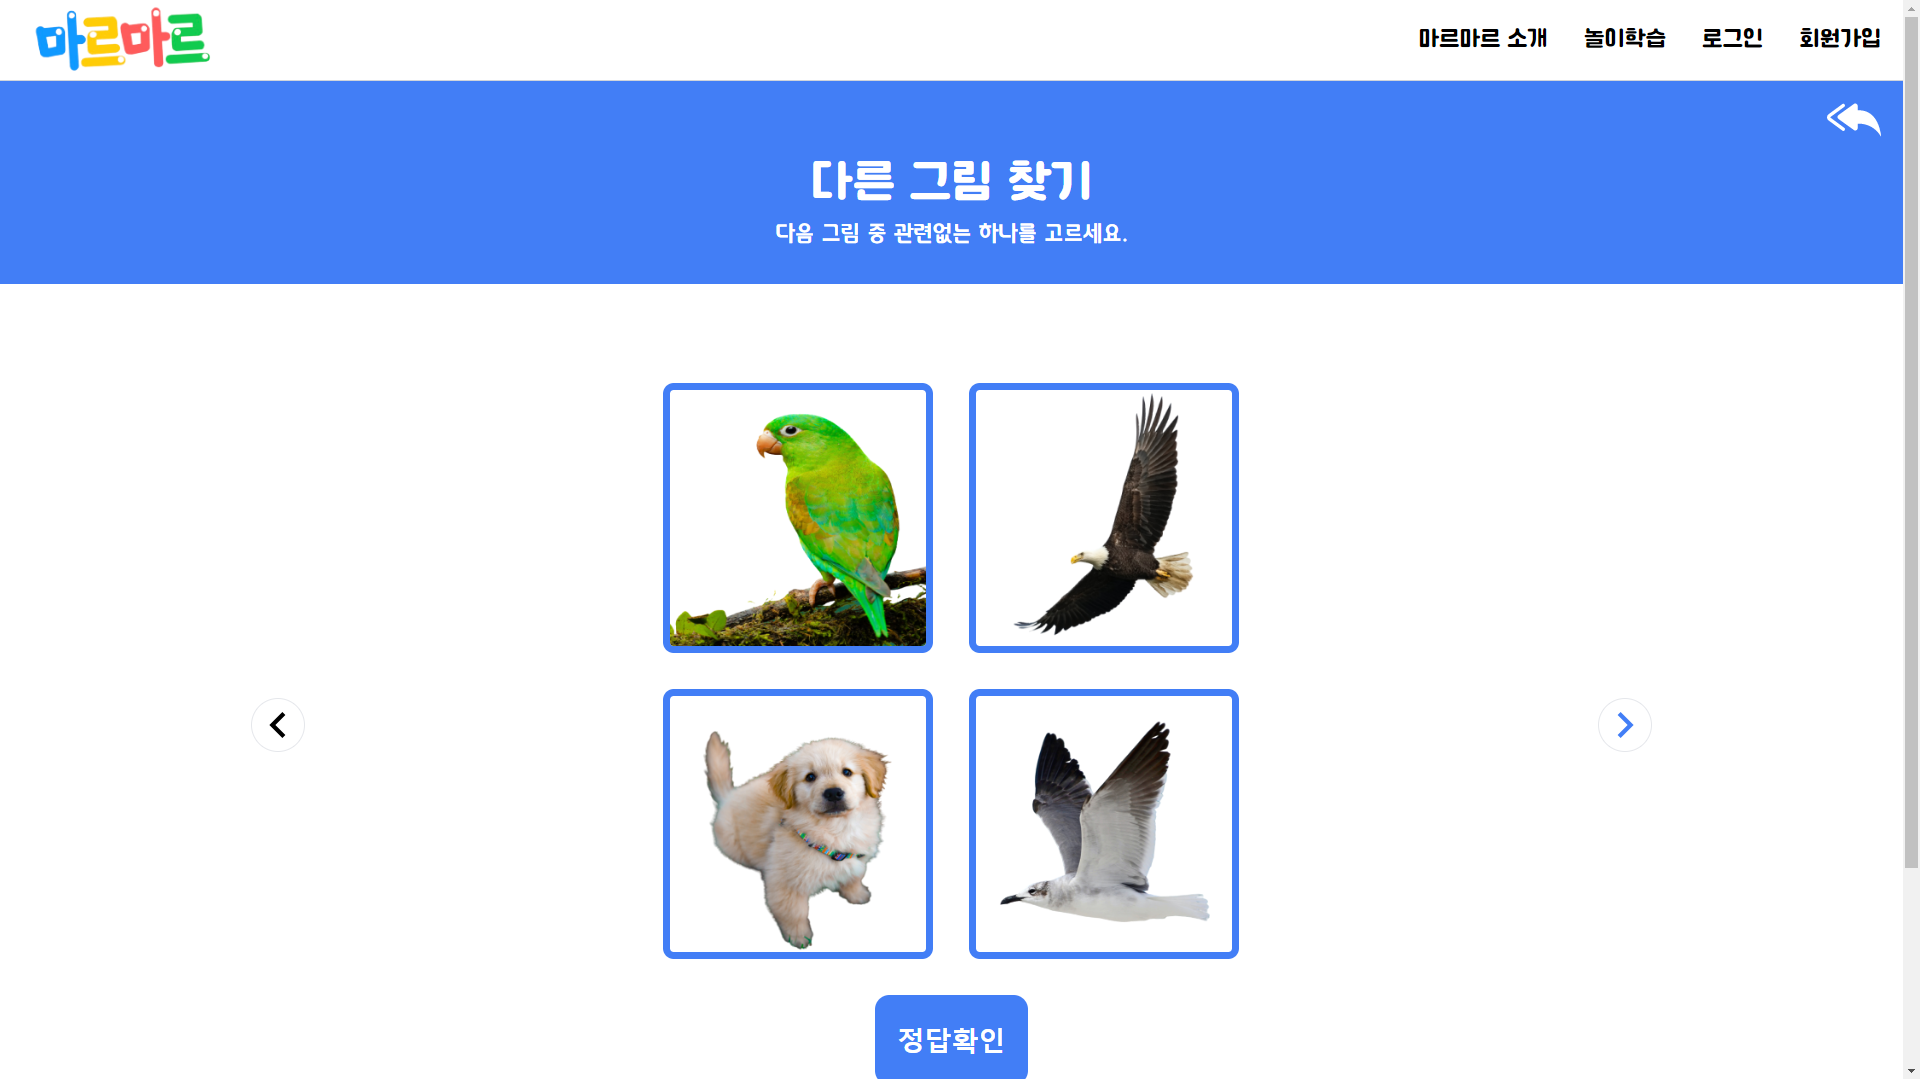 마르마르
마르마르 소개 놀이학습 로그인 회원가입
다른 그림 찾기
다음 그림 중 관련없는 하나를 고르세요.
정답확인